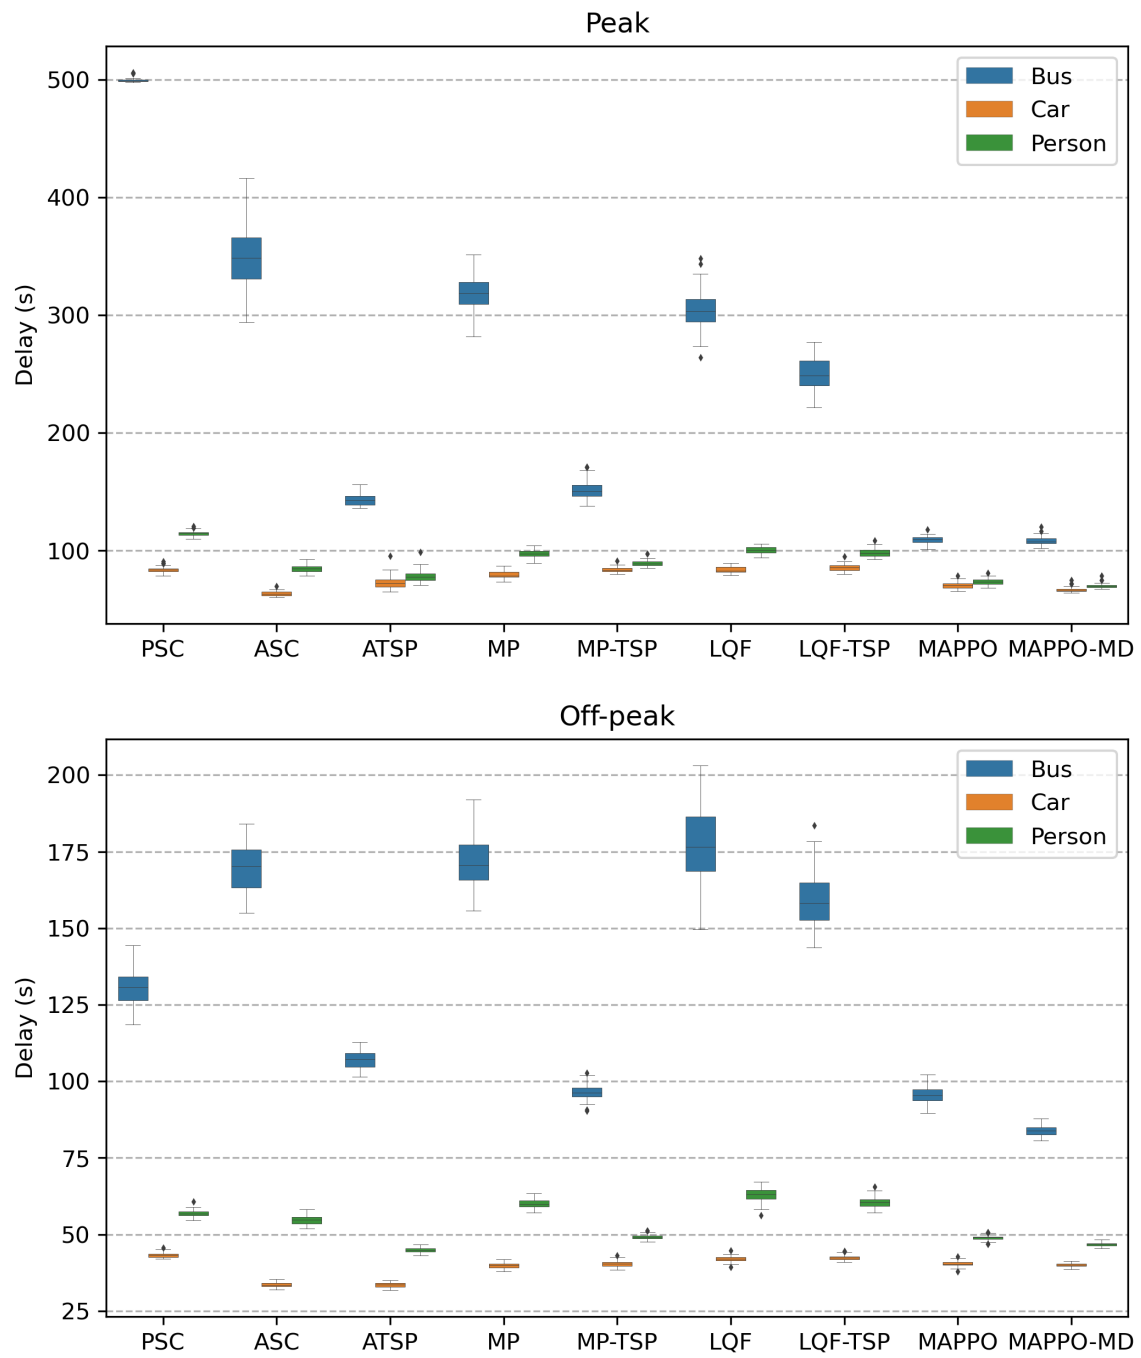 Peak
500
400
300
200
100
Delay (s)
Bus
Car
Person
PSC ASC ATSP MP MP-TSP LQF LQF-TSP MAPPO MAPPO-MD
Off-peak
200
175
150
125
100
75
50
25
Delay (s)
Bus
Car
Person
PSC ASC ATSP MP MP-TSP LQF LQF-TSP MAPPO MAPPO-MD